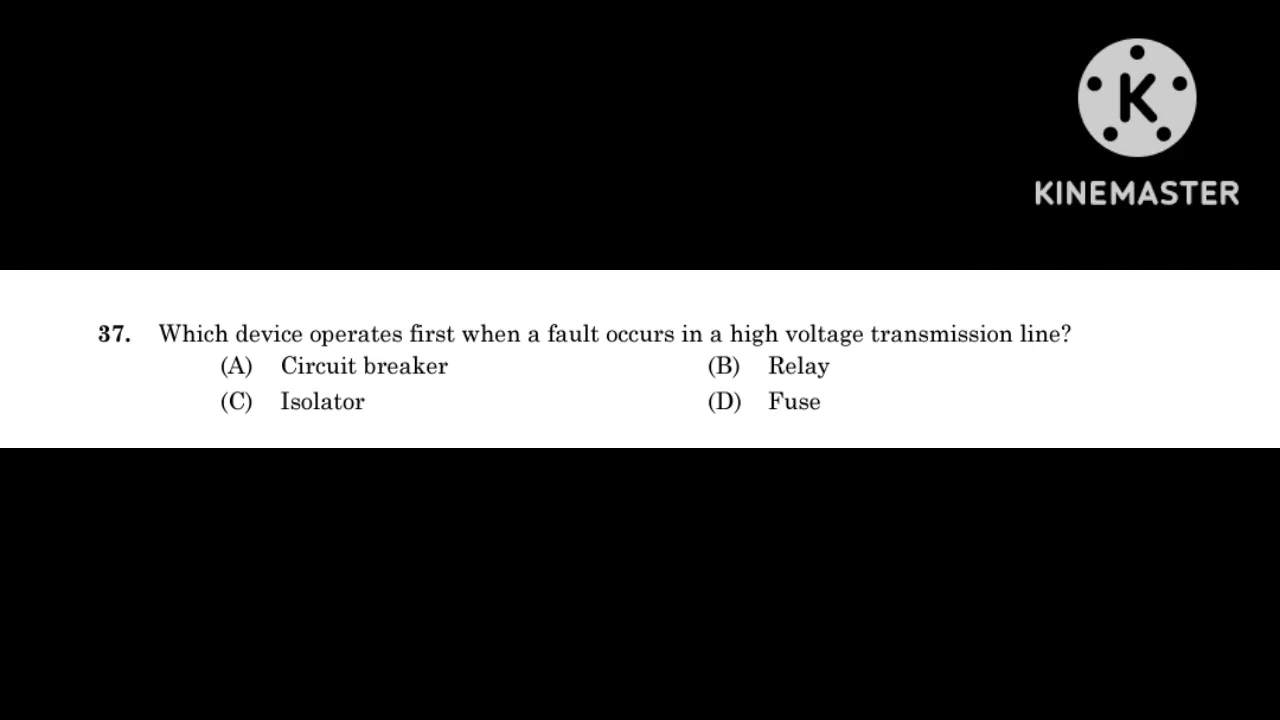 K
KINEMASTER
37. Which device operates first when a fault occurs in a high voltage transmission line?
(A) Circuit breaker (B) Relay
(C) Isolator (D) Fuse